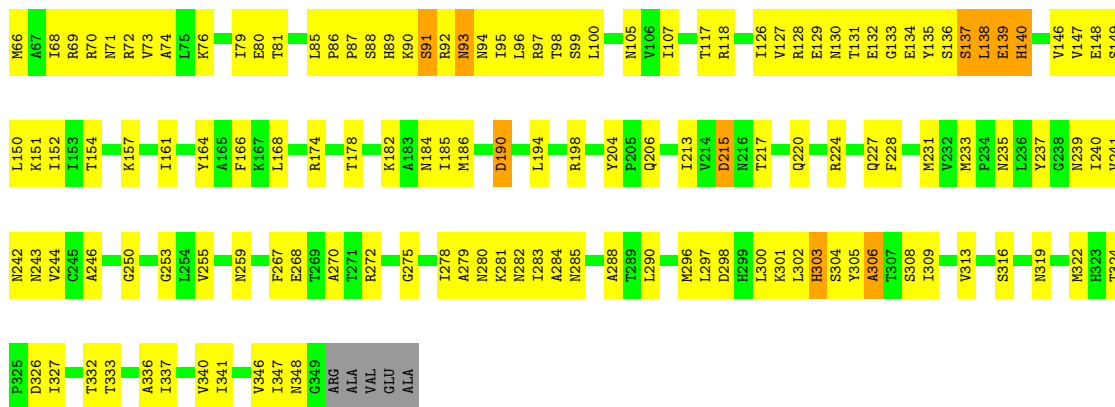 M66 A67 I68 R69 R70 N71 R72 V73 A74 L75 K76 I79 E80 T81 L85 P86 P87 S88 H89 K90 S91 R92 N93 N94 I95 L96 R97 T98 S99 L100 N105 V106 I107 T117 R118 I126 V127 R128 E129 N130 T131 E132 G133 E134 Y135 S136 S137 L138 E139 H140 V146 V147 E148 S149
L150 K151 I152 I153 T154 K157 I161 Y164 A165 F166 K167 L168 R174 T178 K182 A183 N184 I185 M186 D190 L194 R198 Y204 P205 Q206 I213 V214 D215 N216 T217 Q220 R224 Q227 F228 M231 V232 M233 P234 N235 L236 Y237 G238 N239 I240 V241
N242 N243 V244 C245 A246 G250 G253 L254 V255 N259 F267 E268 T269 A270 T271 R272 G275 I278 A279 N280 K281 N282 I283 A284 N285 A288 T289 L290 M296 L297 D298 H299 L300 K301 L302 H303 S304 Y305 A306 T307 S308 I309 V313 S316 N319 M322 H323 T324
P325 D326 I327 T332 T333 A336 I337 V340 I341 V346 I347 N348 G349 ARG ALA VAL GLU ALA